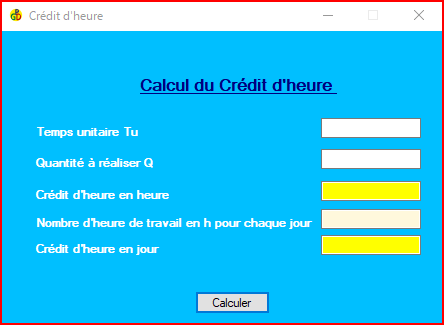 Crédit d'heure
Calcul du Crédit d'heure
Temps unitaire Tu
Quantité à réaliser Q
Crédit d'heure en heure
Nombre d'heure de travail en h pour chaque jour
Crédit d'heure en jour
Calculer